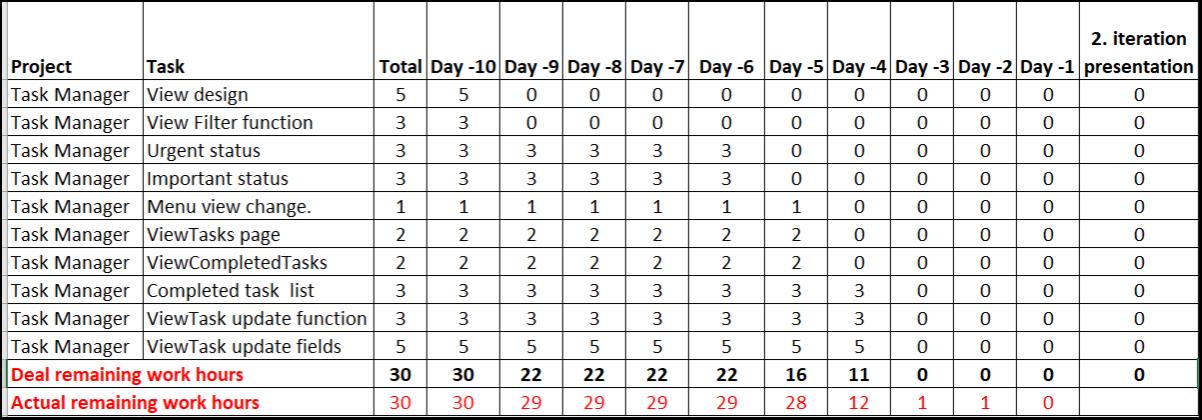 2. iteration
Project Task Total Day -10 Day -9 Day -8 Day -7 Day -6 Day -5 Day -4 Day -3 Day -2 Day -1 presentation
Task Manager View design 5 5 0 0 0 0 0 0 0 0 0 0
Task Manager View Filter function 3 3 0 0 0 0 0 0 0 0 0 0
Task Manager Urgent status 3 3 3 3 3 3 0 0 0 0 0 0
Task Manager Important status 3 3 3 3 3 3 0 0 0 0 0 0
Task Manager Menu view change. 1 1 1 1 1 1 1 0 0 0 0 0
Task Manager ViewTasks page 2 2 2 2 2 2 2 0 0 0 0 0
Task Manager ViewCompletedTasks 2 2 2 2 2 2 2 0 0 0 0 0
Task Manager Completed task list 3 3 3 3 3 3 3 3 0 0 0 0
Task Manager ViewTask update function 3 3 3 3 3 3 3 3 0 0 0 0
Task Manager ViewTask update fields 5 5 5 5 5 5 5 5 0 0 0 0
Deal remaining work hours 30 30 22 22 22 22 16 11 0 0 0 0
Actual remaining work hours 30 30 29 29 29 29 28 12 1 1 0